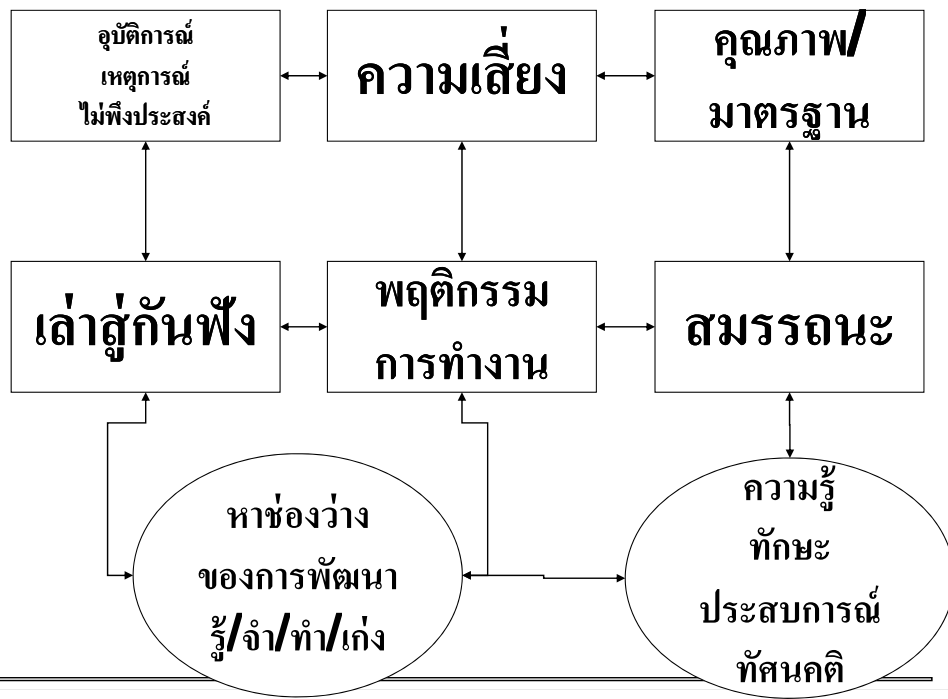 อุบัติการณ์
เหตุการณ์
ไม่พึงประสงค์
ความเสี่ยง
คุณภาพ/
มาตรฐาน
เล่าสู่กันฟัง
พฤติกรรม
การทำงาน
สมรรถนะ
หาช่องว่าง
ของการพัฒนา
รู้/จำ/ทำ/เก่ง
ความรู้
ทักษะ
ประสบการณ์
ทัศนคติ